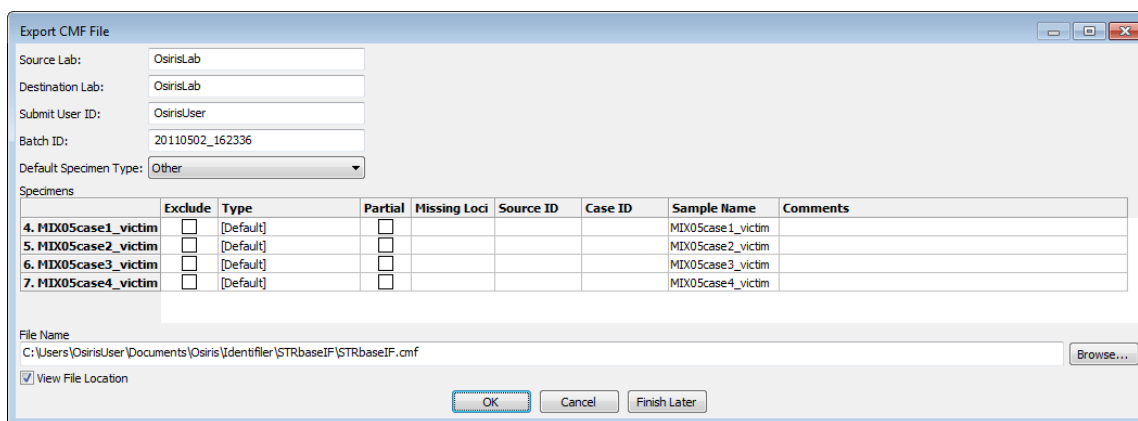 Export CMF File
Source Lab: OsirisLab
Destination Lab: OsirisLab
Submit User ID: OsirisUser
Batch ID: 20110502_162336
Default Specimen Type: Other
Specimens
Exclude Type Partial Missing Loci Source ID Case ID Sample Name Comments
4. MIX05case1_victim [Default] MIX05case1_victim
5. MIX05case2_victim [Default] MIX05case2_victim
6. MIX05case3_victim [Default] MIX05case3_victim
7. MIX05case4_victim [Default] MIX05case4_victim
File Name
C:\Users\OsirisUser\Documents\Osiris\Identifiler\STRbaseIF\STRbaseIF.cmf Browse...
View File Location
OK Cancel Finish Later